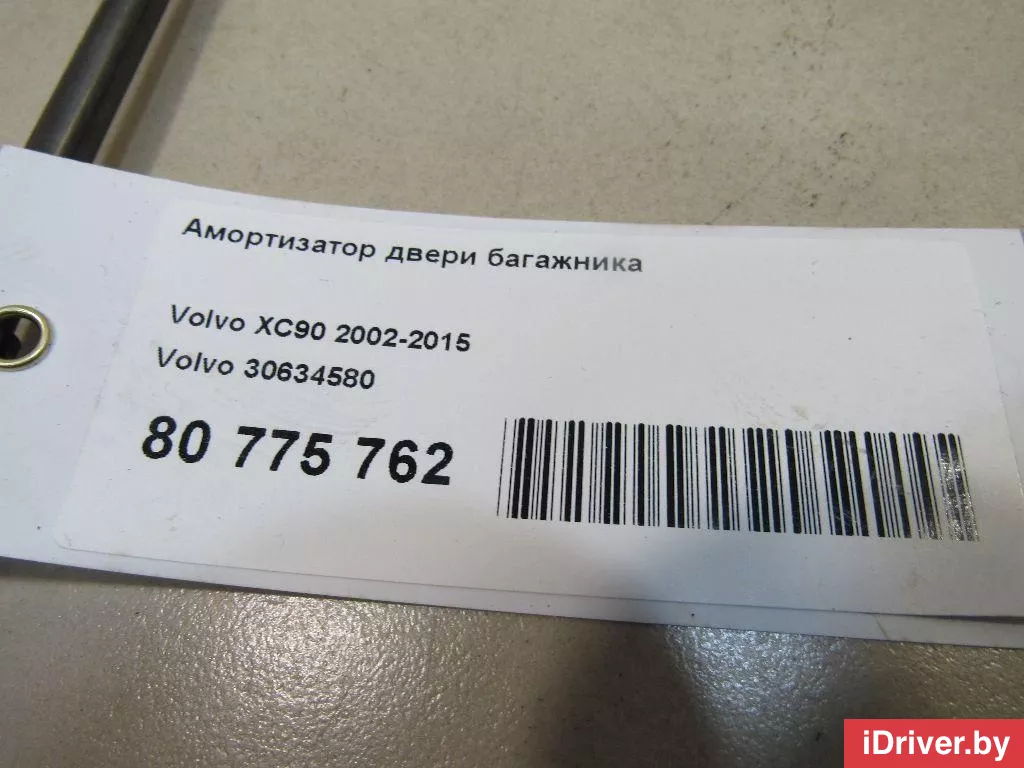 Амортизатор двери багажника
Volvo XC90 2002-2015
Volvo 30634580
80 775 762
iDriver.by